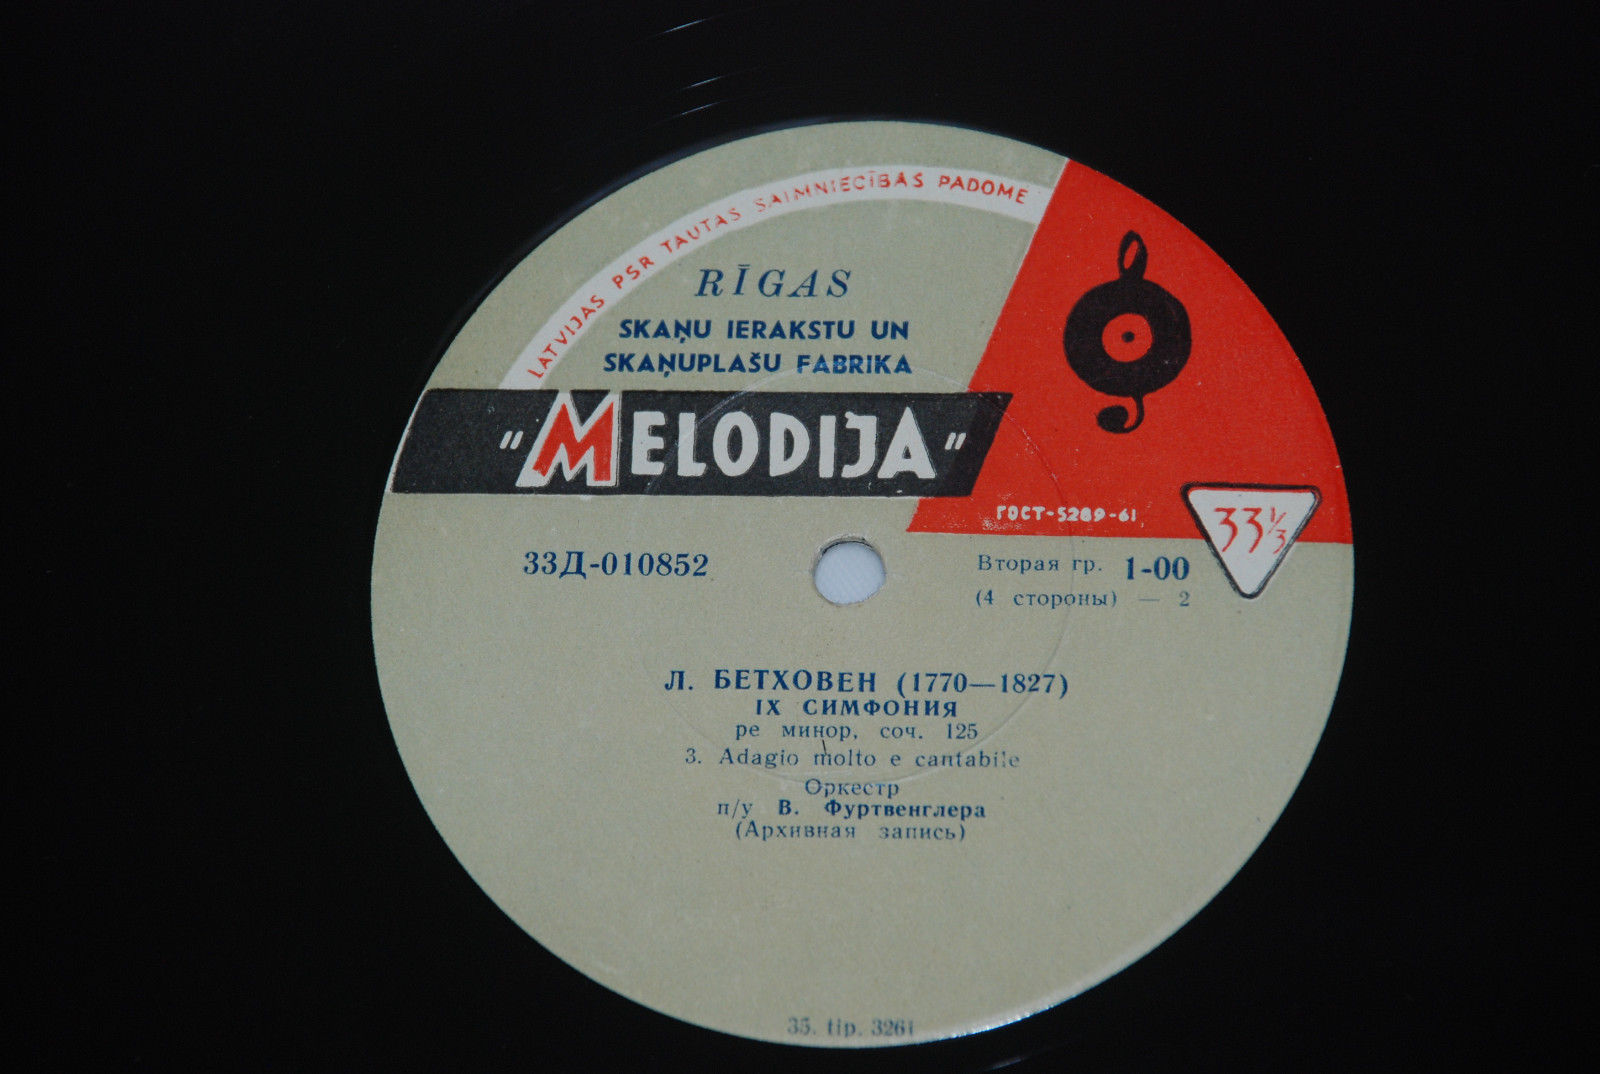 LATVIJAS PSR TAUTAS SAIMNIECĪBAS PADOME
RĪGAS
SKAŅU IERAKSTU UN
SKAŅUPLAŠU FABRIKA
"MELODIJA"
ГОСТ-5289-61
33⅓
33Д-010852
Вторая гр. 1-00
(4 стороны) — 2
Л. БЕТХОВЕН (1770—1827)
IX СИМФОНИЯ
ре минор, соч. 125
3. Adagio molto e cantabile
Оркестр
п/у В. Фуртвенглера
(Архивная запись)
35. tip. 3261